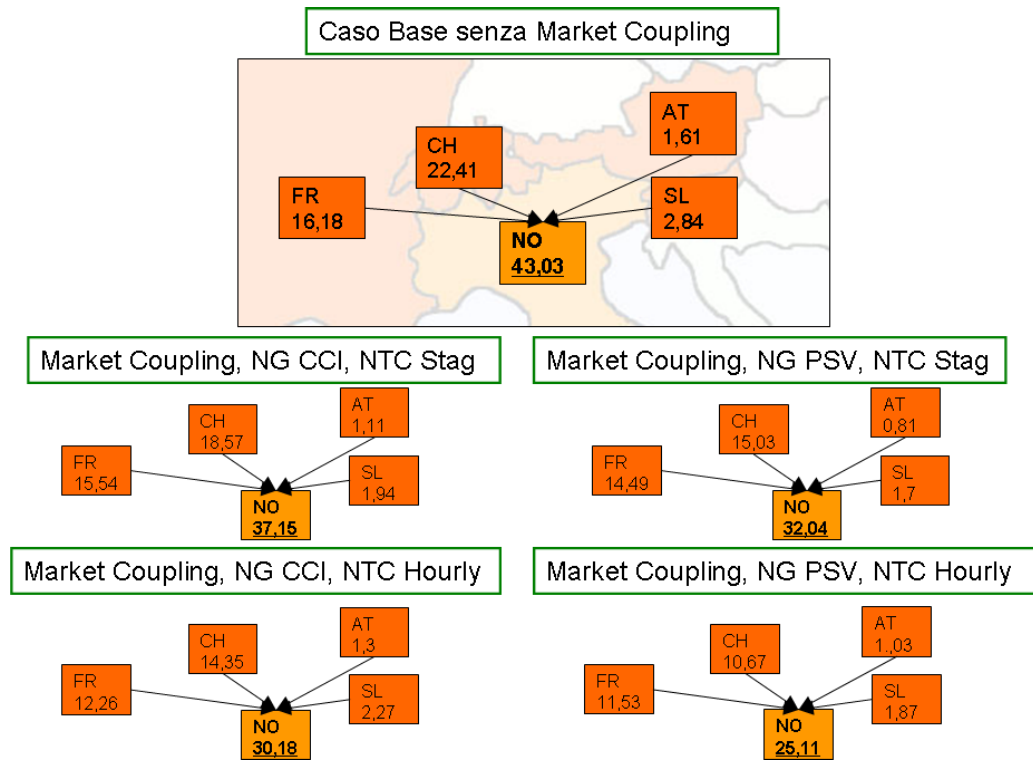 Caso Base senza Market Coupling
AT
1,61
CH
22,41
FR
16,18
SL
2,84
NO
43,03
Market Coupling, NG CCI, NTC Stag
AT
1,11
CH
18,57
FR
15,54
SL
1,94
NO
37,15
Market Coupling, NG PSV, NTC Stag
AT
0,81
CH
15,03
FR
14,49
SL
1,7
NO
32,04
Market Coupling, NG CCI, NTC Hourly
AT
1,3
CH
14,35
FR
12,26
SL
2,27
NO
30,18
Market Coupling, NG PSV, NTC Hourly
AT
1.,03
CH
10,67
FR
11,53
SL
1,87
NO
25,11